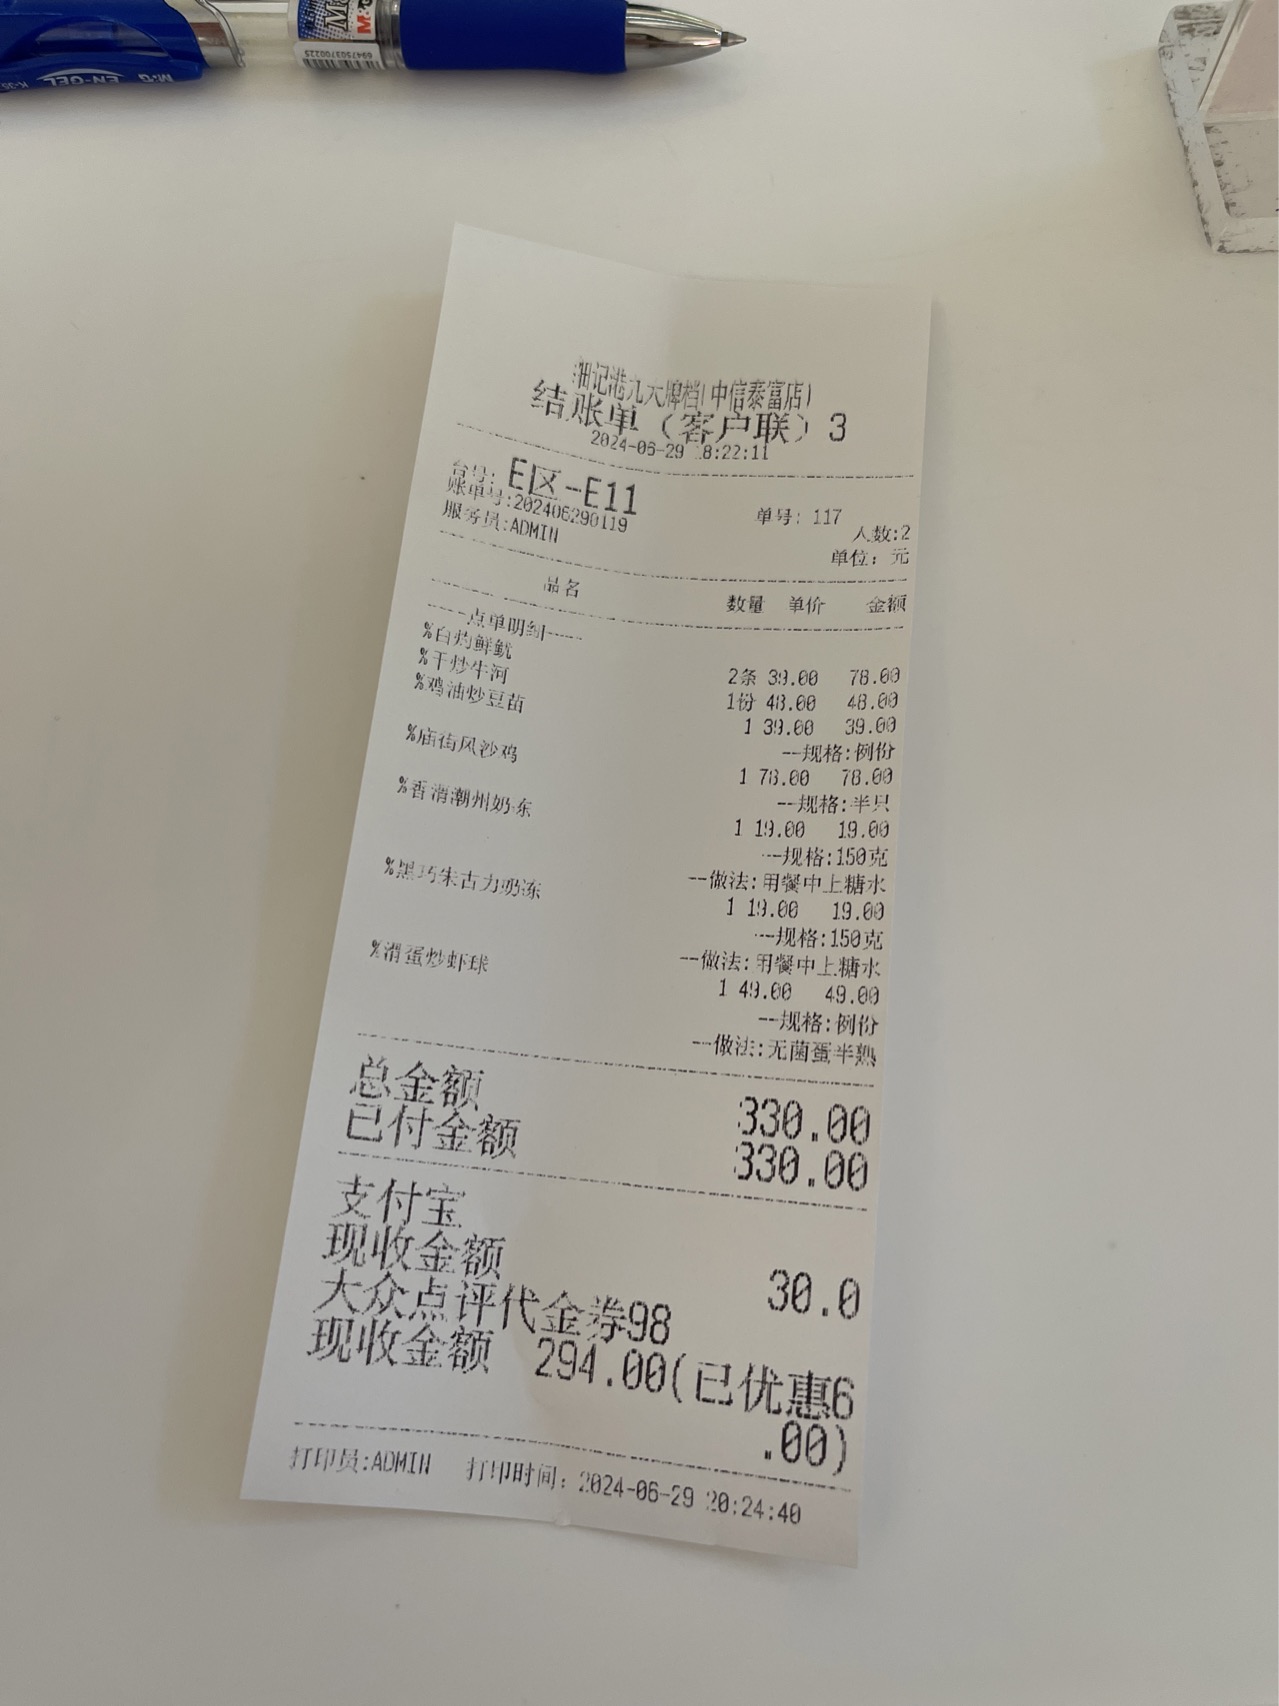 M&G
6947503700225
M&G EN-GEL
K-35
细记港九大牌档(中信泰富店)
结账单（客户联）3
2024-06-29 18:22:11
台号: E区-E11
单号: 117
账单号:202406290119
人数:2
服务员:ADMIN
单位: 元
品名 数量 单价 金额
-----点单明细-----
%白灼鲜鱿 2条 39.00 78.00
%干炒牛河 1份 48.00 48.00
%鸡油炒豆苗 1 39.00 39.00
--规格:例份
%庙街风沙鸡 1 78.00 78.00
--规格:半只
%香滑潮州奶冻 1 19.00 19.00
--规格:150克
--做法:用餐中上糖水
%黑巧朱古力奶冻 1 19.00 19.00
--规格:150克
--做法:用餐中上糖水
%滑蛋炒虾球 1 49.00 49.00
--规格:例份
--做法:无菌蛋半熟
总金额 330.00
已付金额 330.00
支付宝
现收金额 30.0
大众点评代金券98
现收金额 294.00(已优惠6
.00)
打印员:ADMIN 打印时间: 2024-06-29 20:24:40